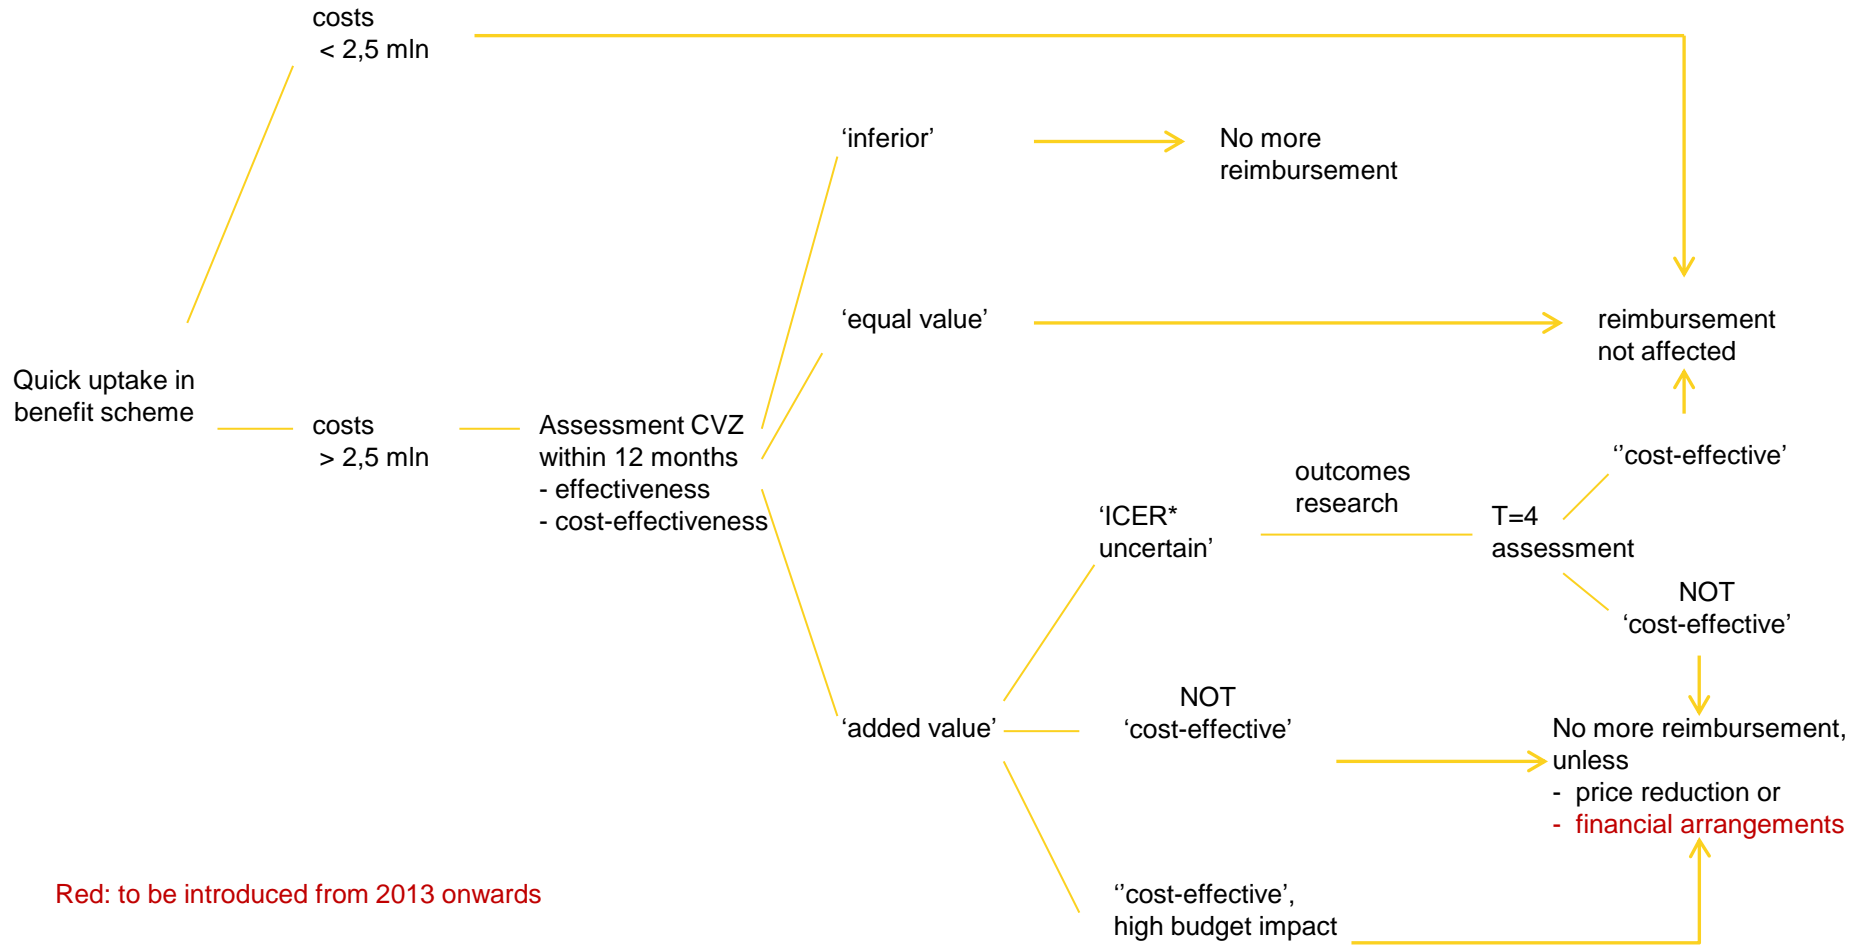 costs
< 2,5 mln
‘inferior’
No more
reimbursement
‘equal value’
reimbursement
not affected
Quick uptake in
benefit scheme
costs
> 2,5 mln
Assessment CVZ
within 12 months
- effectiveness
- cost-effectiveness
‘’cost-effective’
outcomes
research
‘ICER*
uncertain’
T=4
assessment
NOT
‘cost-effective’
‘added value’
NOT
‘cost-effective’
No more reimbursement,
unless
- price reduction or
- financial arrangements
Red: to be introduced from 2013 onwards
‘’cost-effective’,
high budget impact